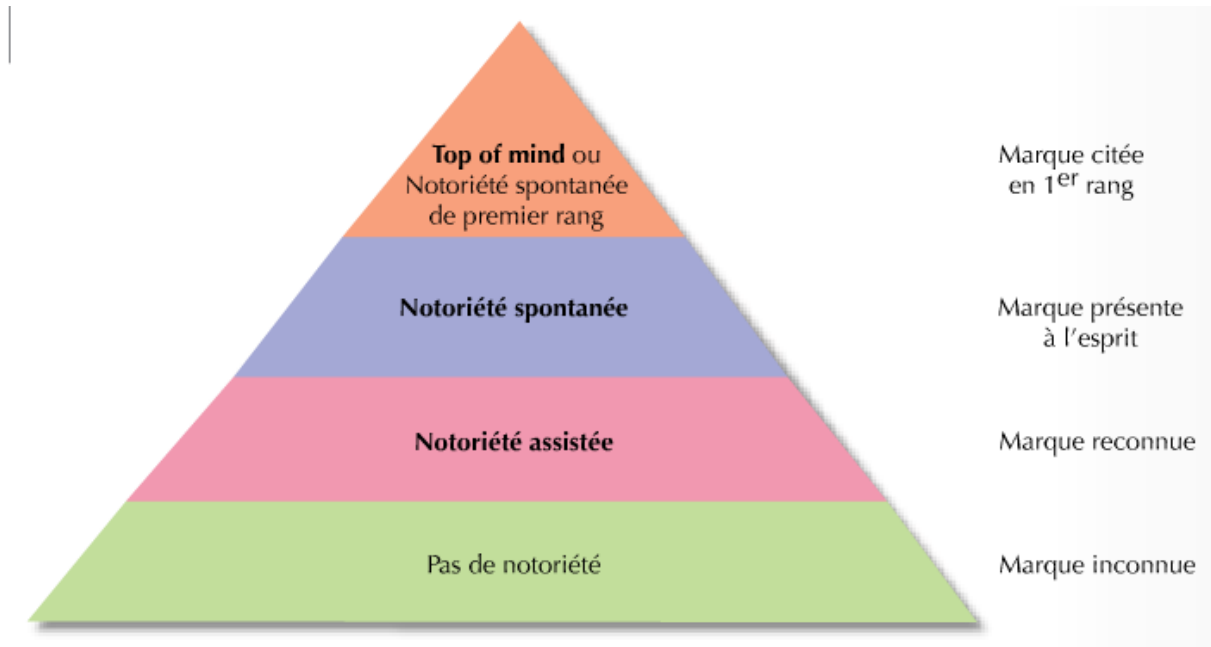 Top of mind ou
Notoriété spontanée
de premier rang
Marque citée
en 1er rang
Notoriété spontanée
Marque présente
à l'esprit
Notoriété assistée
Marque reconnue
Pas de notoriété
Marque inconnue